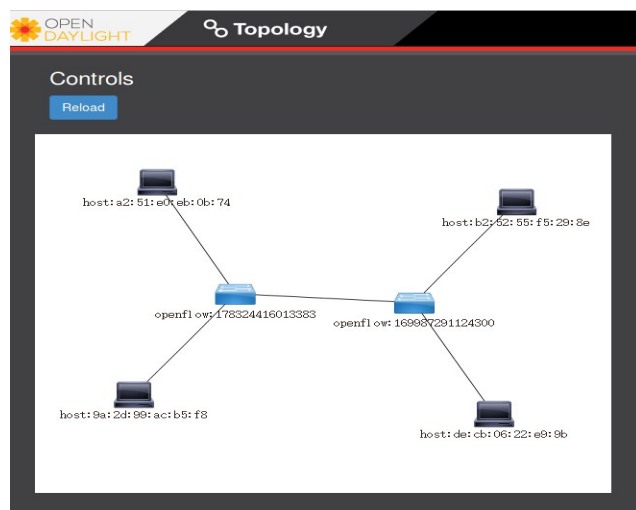 OPEN
DAYLIGHT
Topology
Controls
Reload
host:a2:51:e0:eb:0b:74
host:b2:52:55:f5:29:8e
openflow:178324416013383
openflow:169987291124300
host:9a:2d:99:ac:b5:f8
host:de:cb:06:22:e9:9b